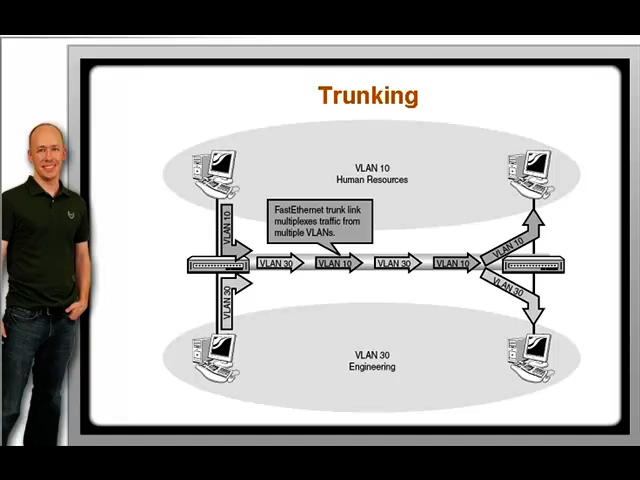 Trunking
VLAN 10
Human Resources
FastEthernet trunk link
multiplexes traffic from
multiple VLANs.
VLAN 10
VLAN 30
VLAN 10
VLAN 30
VLAN 10
VLAN 10
VLAN 30
VLAN 30
VLAN 30
Engineering